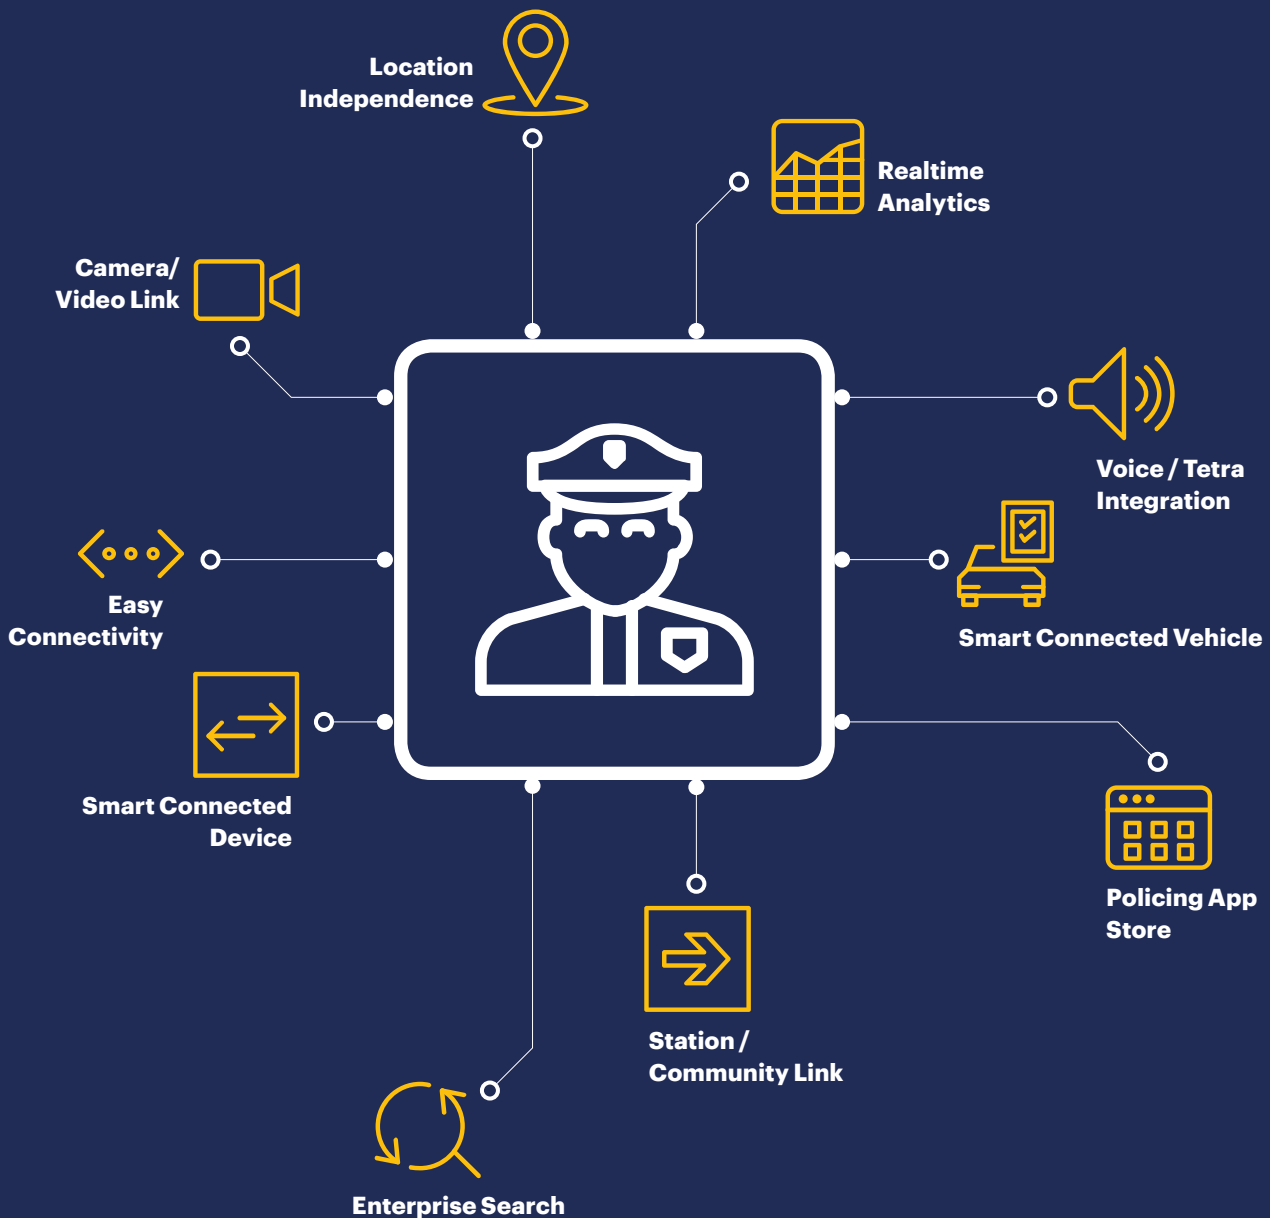 Location
Independence
Realtime
Analytics
Camera/
Video Link
Voice / Tetra
Integration
Easy
Connectivity
Smart Connected Vehicle
Smart Connected
Device
Policing App
Store
Station /
Community Link
Enterprise Search